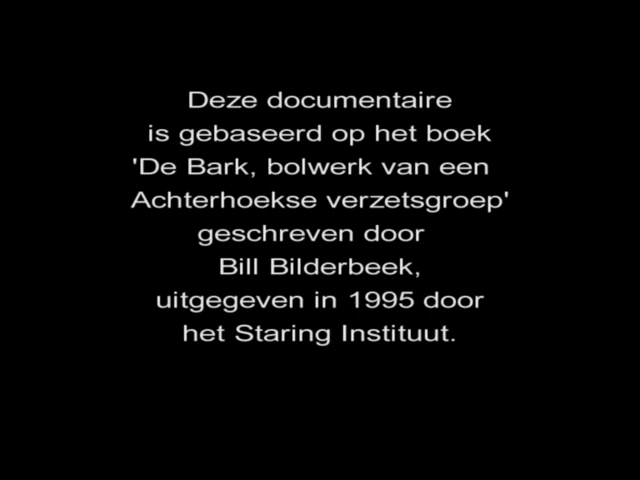 Deze documentaire
is gebaseerd op het boek
'De Bark, bolwerk van een
Achterhoekse verzetsgroep'
geschreven door
Bill Bilderbeek,
uitgegeven in 1995 door
het Staring Instituut.